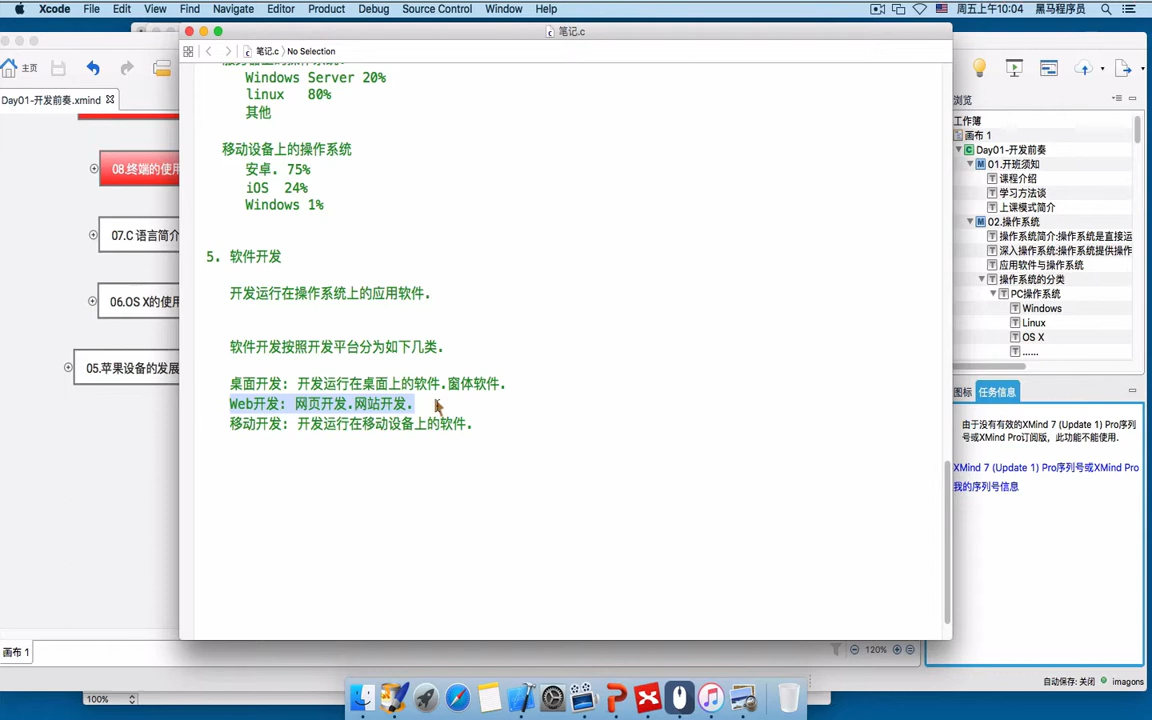 Xcode File Edit View Find Navigate Editor Product Debug Source Control Window Help 周五上午10:04 黑马程序员
笔记.c
主页
笔记.c 〉No Selection
Day01-开发前奏.xmind
浏览
Windows Server 20%
linux 80%
其他
移动设备上的操作系统
安卓. 75%
iOS 24%
Windows 1%
5. 软件开发
开发运行在操作系统上的应用软件.
软件开发按照开发平台分为如下几类.
桌面开发: 开发运行在桌面上的软件.窗体软件.
Web开发: 网页开发.网站开发.
移动开发: 开发运行在移动设备上的软件.
08.终端的使用
07.C 语言简介
06.OS X的使用
05.苹果设备的发展
工作簿
画布 1
Day01-开发前奏
01.开班须知
课程介绍
学习方法谈
上课模式简介
02.操作系统
操作系统简介:操作系统是直接运
深入操作系统:操作系统提供操作
应用软件与操作系统
操作系统的分类
PC操作系统
Windows
Linux
OS X
......
图标 任务信息
由于没有有效的XMind 7 (Update 1) Pro序列
号或XMind Pro订阅版，此功能不能使用.
XMind 7 (Update 1) Pro序列号或XMind Pro
我的序列号信息
画布 1
120%
自动保存: 关闭 imagons
100%